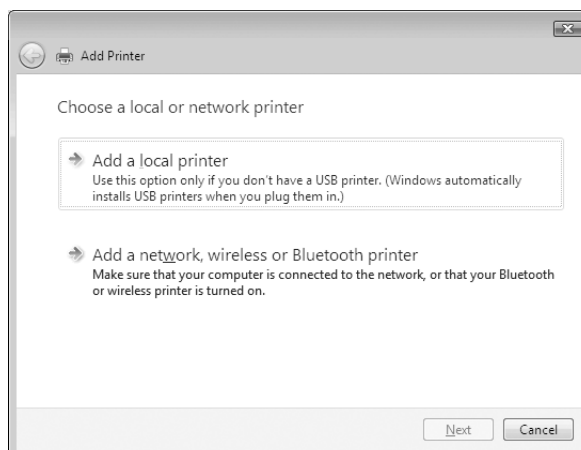 Add Printer
Choose a local or network printer
Add a local printer
Use this option only if you don't have a USB printer. (Windows automatically
installs USB printers when you plug them in.)
Add a network, wireless or Bluetooth printer
Make sure that your computer is connected to the network, or that your Bluetooth
or wireless printer is turned on.
Next
Cancel